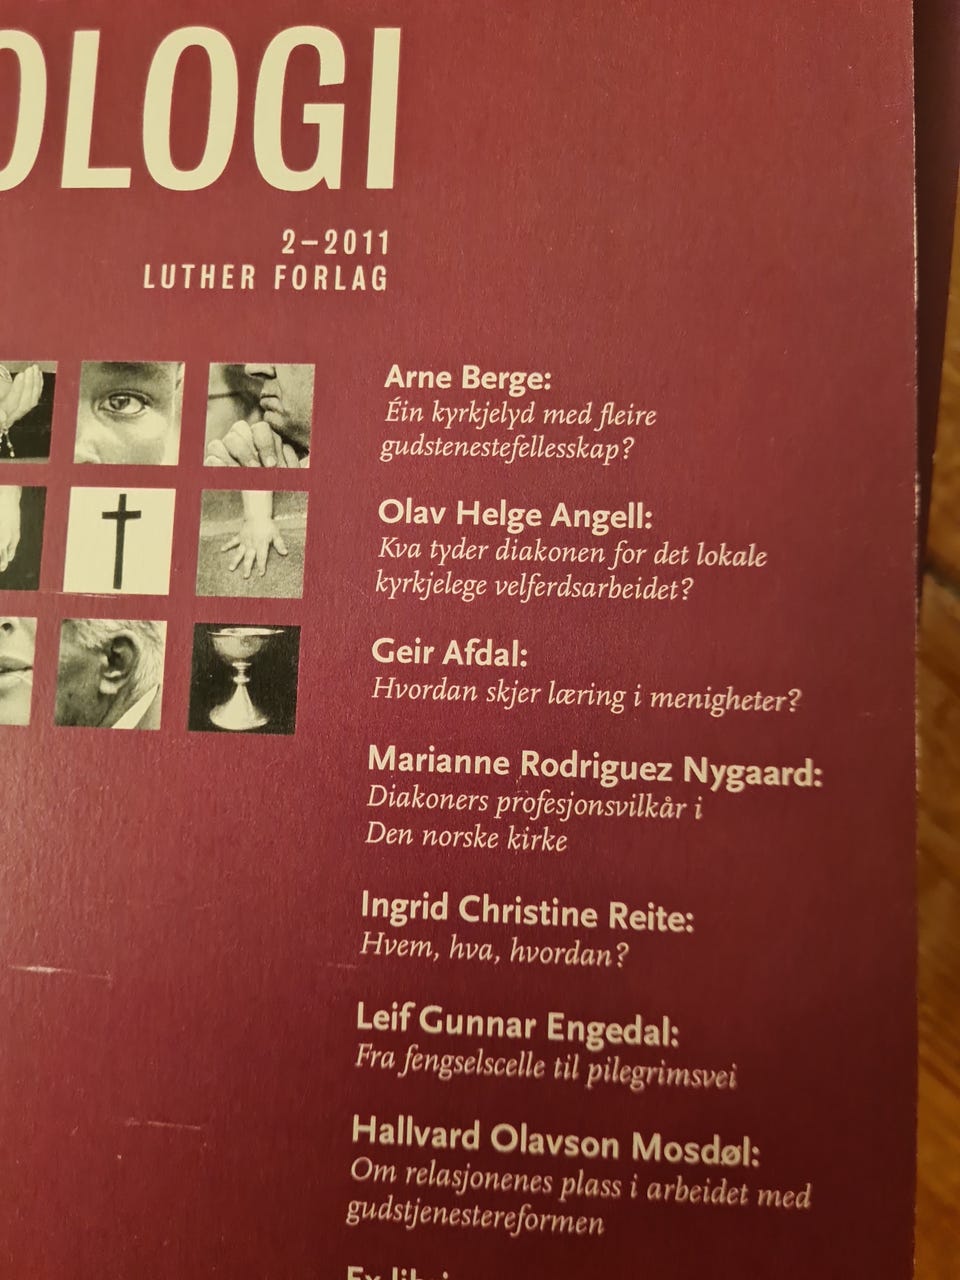 OLOGI
2–2011
LUTHER FORLAG
Arne Berge:
Éin kyrkjelyd med fleire
gudstenestefellesskap?
Olav Helge Angell:
Kva tyder diakonen for det lokale
kyrkjelege velferdsarbeidet?
Geir Afdal:
Hvordan skjer læring i menigheter?
Marianne Rodriguez Nygaard:
Diakoners profesjonsvilkår i
Den norske kirke
Ingrid Christine Reite:
Hvem, hva, hvordan?
Leif Gunnar Engedal:
Fra fengselscelle til pilegrimsvei
Hallvard Olavson Mosdøl:
Om relasjonenes plass i arbeidet med
gudstjenestereformen